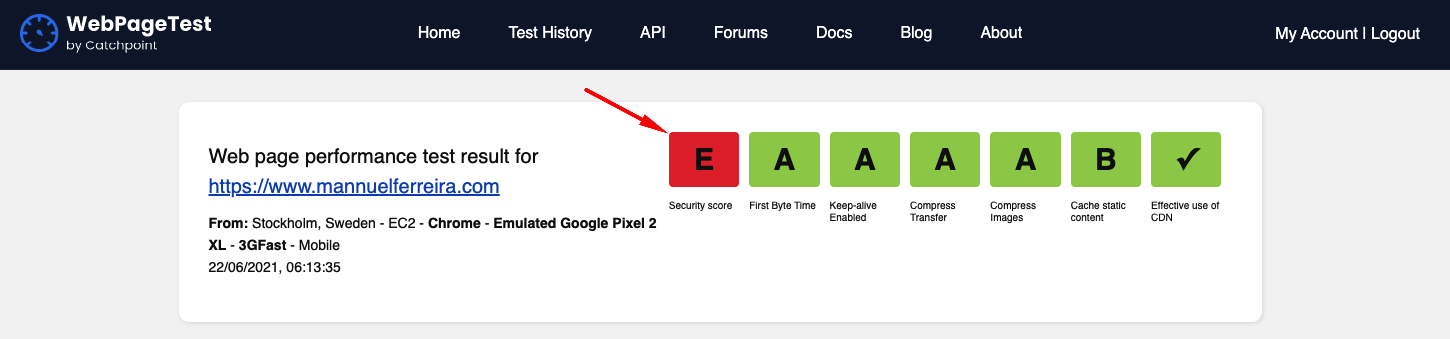 WebPageTest
by Catchpoint
Home Test History API Forums Docs Blog About My Account | Logout
Web page performance test result for
https://www.mannuelferreira.com
From: Stockholm, Sweden - EC2 - Chrome - Emulated Google Pixel 2
XL - 3GFast - Mobile
22/06/2021, 06:13:35
E A A A A B ✓
Security score First Byte Time Keep-alive Compress Compress Cache static Effective use of
Enabled Transfer Images content CDN